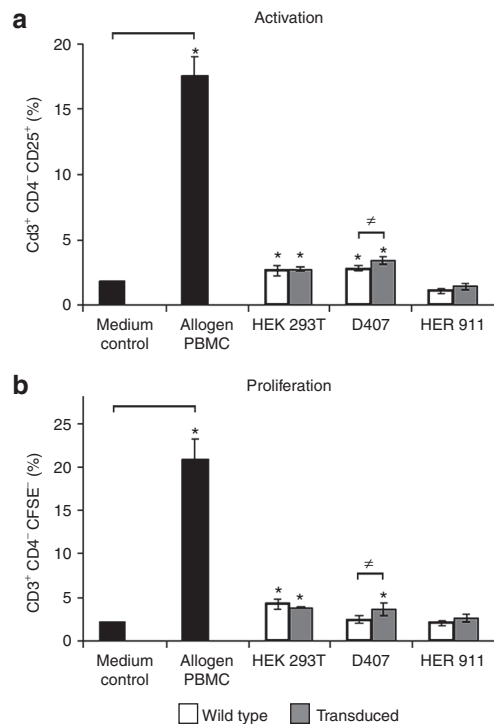 a
Activation
Cd3⁺ CD4⁻ CD25⁺ (%)
25
20
15
10
5
0
*
* *
≠
* *
Medium control
Allogen PBMC
HEK 293T
D407
HER 911
b
Proliferation
CD3⁺ CD4⁻ CFSE⁻ (%)
25
20
15
10
5
0
*
* *
≠
*
Medium control
Allogen PBMC
HEK 293T
D407
HER 911
Wild type
Transduced